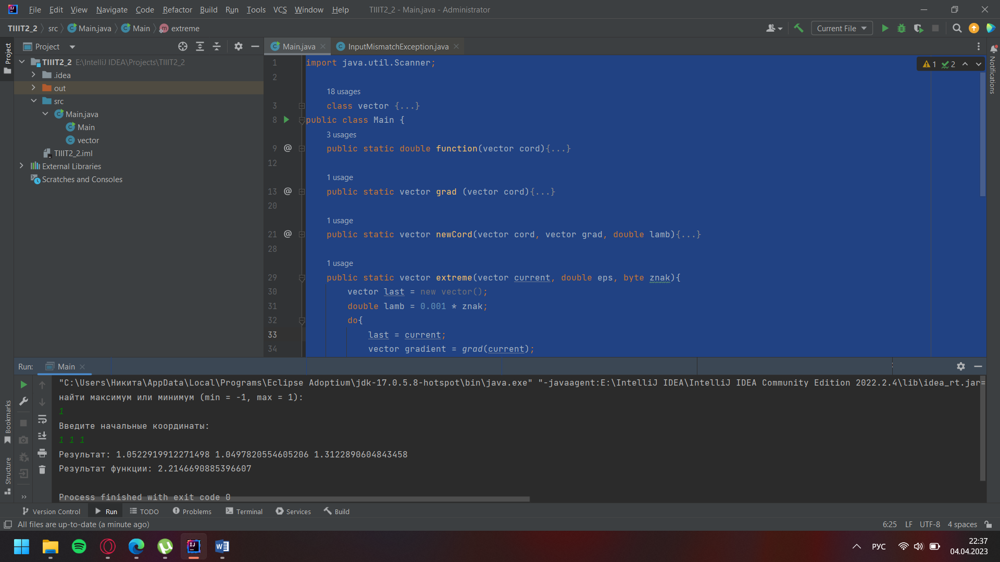 File Edit View Navigate Code Refactor Build Run Tools VCS Window Help TIIIT2_2 - Main.java - Administrator
TIIIT2_2 src Main.java Main extreme Current File
Project
Main.java InputMismatchException.java
TIIIT2_2 E:\IntelliJ IDEA\Projects\TIIIT2_2
.idea
out
src
Main.java
Main
vector
TIIIT2_2.iml
External Libraries
Scratches and Consoles
Project
Bookmarks
Structure
Notifications
1 2
1 import java.util.Scanner;
2
18 usages
3 class vector {...}
8 public class Main {
3 usages
9 public static double function(vector cord){...}
12
1 usage
13 public static vector grad (vector cord){...}
20
1 usage
21 public static vector newCord(vector cord, vector grad, double lamb){...}
28
1 usage
29 public static vector extreme(vector current, double eps, byte znak){
30 vector last = new vector();
31 double lamb = 0.001 * znak;
32 do{
33 last = current;
34 vector gradient = grad(current);
Run: Main
"C:\Users\Никита\AppData\Local\Programs\Eclipse Adoptium\jdk-17.0.5.8-hotspot\bin\java.exe" "-javaagent:E:\IntelliJ IDEA\IntelliJ IDEA Community Edition 2022.2.4\lib\idea_rt.jar=
найти максимум или минимум (min = -1, max = 1):
1
Введите начальные координаты:
1 1 1
Результат: 1.0522919912271498 1.0497820554605206 1.3122890604843458
Результат функции: 2.2146690885396607
Process finished with exit code 0
Version Control Run TODO Problems Terminal Services Build
All files are up-to-date (a minute ago) 6:25 LF UTF-8 4 spaces
РУС 22:37
04.04.2023